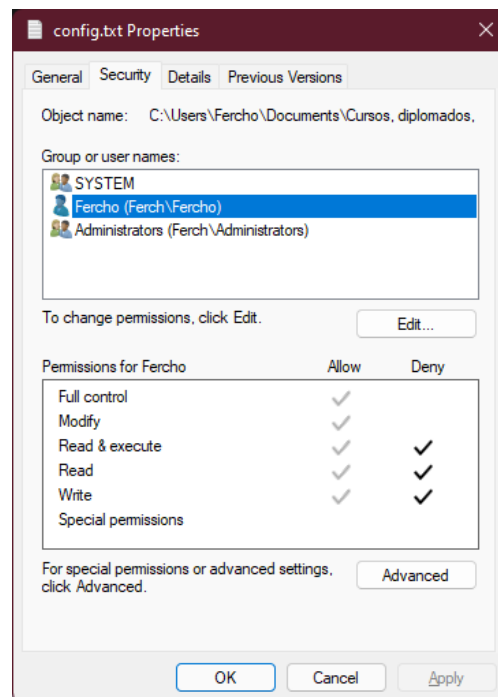 config.txt Properties
General Security Details Previous Versions
Object name: C:\Users\Fercho\Documents\Cursos, diplomados,
Group or user names:
SYSTEM
Fercho (Ferch\Fercho)
Administrators (Ferch\Administrators)
To change permissions, click Edit.
Edit...
Permissions for Fercho Allow Deny
Full control
Modify
Read & execute
Read
Write
Special permissions
For special permissions or advanced settings,
click Advanced.
Advanced
OK Cancel Apply